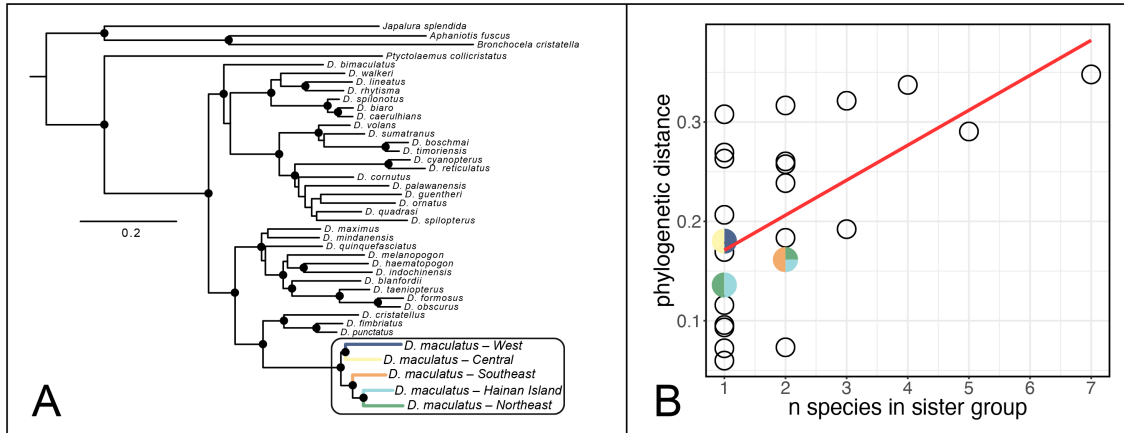 Japalura splendida
Aphaniotis fuscus
Bronchocela cristatella
Ptyctolaemus collicristatus
D. bimaculatus
D. walkeri
D. lineatus
D. rhytisma
D. spilonotus
D. biaro
D. caerulhians
D. volans
D. sumatranus
D. boschmai
D. timoriensis
D. cyanopterus
D. reticulatus
D. cornutus
D. palawanensis
D. guentheri
D. ornatus
D. quadrasi
D. spilopterus
D. maximus
D. mindanensis
D. quinquefasciatus
D. melanopogon
D. haematopogon
D. indochinensis
D. blanfordii
D. taeniopterus
D. formosus
D. obscurus
D. cristatellus
D. fimbriatus
D. punctatus
D. maculatus – West
D. maculatus – Central
D. maculatus – Southeast
D. maculatus – Hainan Island
D. maculatus – Northeast
0.2
A
phylogenetic distance
0.3
0.2
0.1
1 2 3 4 5 6 7
n species in sister group
B